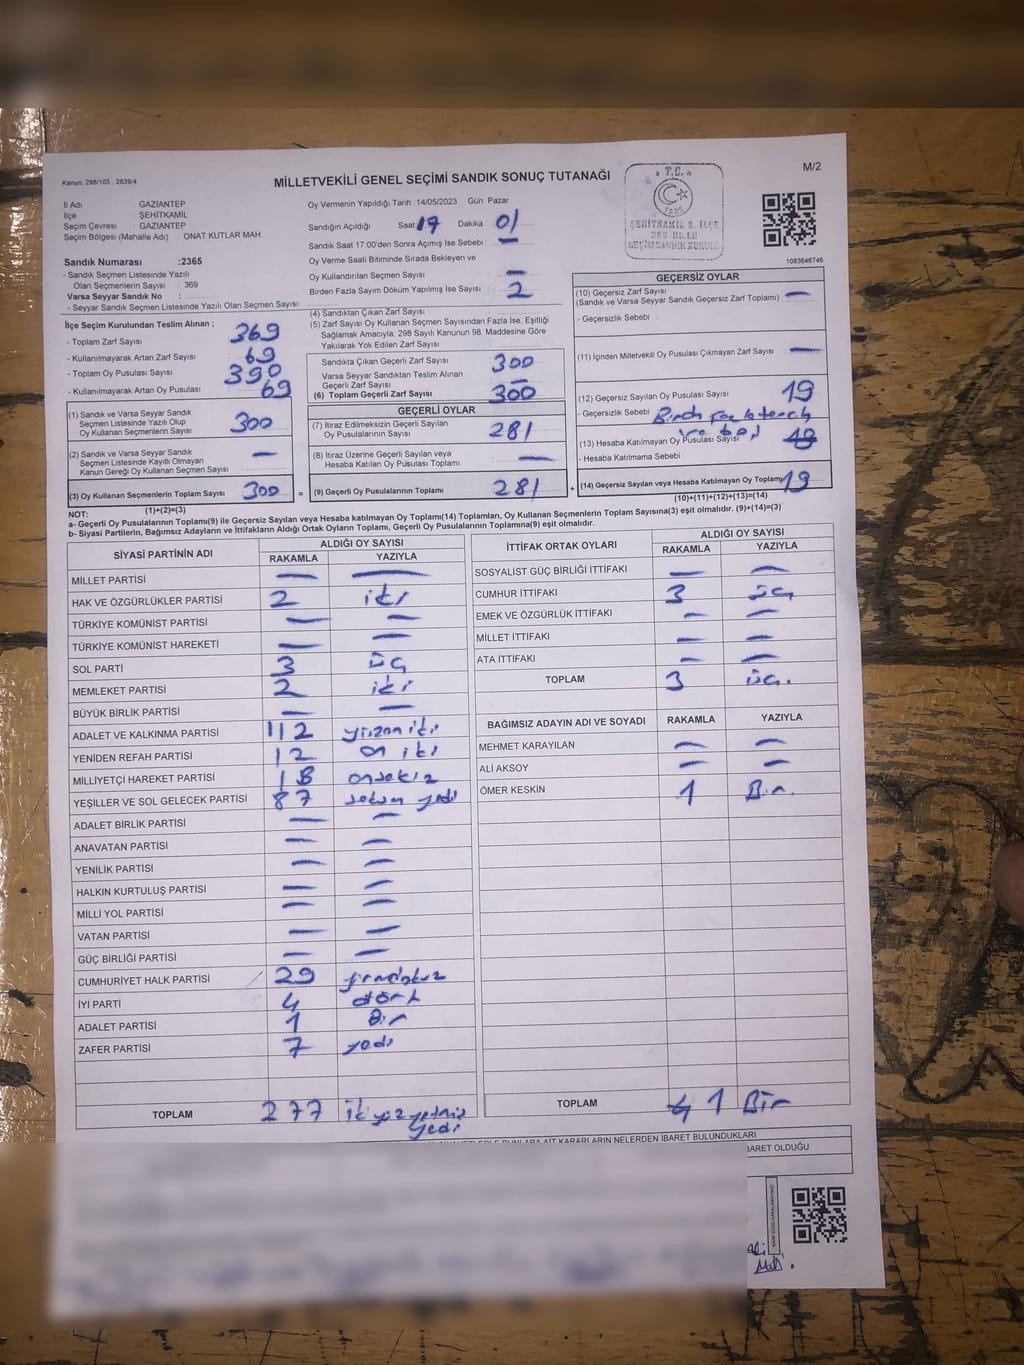 Kanun: 298/105 , 2839/4
M/2
MİLLETVEKİLİ GENEL SEÇİMİ SANDIK SONUÇ TUTANAĞI
T.C.
ŞEHİTKAMİL 2. İLÇE
İl Adı : GAZİANTEP
İlçe : ŞEHİTKAMİL
Seçim Çevresi : GAZİANTEP
Seçim Bölgesi (Mahalle Adı) : ONAT KUTLAR MAH
Sandık Numarası :2365
- Sandık Seçmen Listesinde Yazılı
Olan Seçmenlerin Sayısı : 369
Varsa Seyyar Sandık No :
- Seyyar Sandık Seçmen Listesinde Yazılı Olan Seçmen Sayısı :
Oy Vermenin Yapıldığı Tarih :14/05/2023 Gün: Pazar
Sandığın Açıldığı Saat 17 Dakika : 01
Sandık Saat 17:00'den Sonra Açımış İse Sebebi : —
Oy Verme Saati Bitiminde Sırada Bekleyen ve
Oy Kullandırılan Seçmen Sayısı : —
Birden Fazla Sayım Döküm Yapılmış İse Sayısı : 2
1083646746
İlçe Seçim Kurulundan Teslim Alınan ;
- Toplam Zarf Sayısı : 369
- Kullanılmayarak Artan Zarf Sayısı : 69
- Toplam Oy Pusulası Sayısı : 390
- Kullanılmayarak Artan Oy Pusulası : 69
(1) Sandık ve Varsa Seyyar Sandık
Seçmen Listesinde Yazılı Olup
Oy Kullanan Seçmenlerin Sayısı : 300
(2) Sandık ve Varsa Seyyar Sandık
Seçmen Listesinde Kayıtlı Olmayan
Kanun Gereği Oy Kullanan Seçmen Sayısı : —
(3) Oy Kullanan Seçmenlerin Toplam Sayısı : 300 =
(1)+(2)=(3)
(4) Sandıktan Çıkan Zarf Sayısı :
(5) Zarf Sayısı Oy Kullanan Seçmen Sayısından Fazla İse, Eşitliği
Sağlamak Amacıyla, 298 Sayılı Kanunun 98. Maddesine Göre
Yakılarak Yok Edilen Zarf Sayısı :
Sandıkta Çıkan Geçerli Zarf Sayısı : 300
Varsa Seyyar Sandıktan Teslim Alınan
Geçerli Zarf Sayısı : —
(6) Toplam Geçerli Zarf Sayısı : 300
GEÇERLİ OYLAR
(7) İtiraz Edilmeksizin Geçerli Sayılan
Oy Pusulalarının Sayısı : 281
(8) İtiraz Üzerine Geçerli Sayılan veya
Hesaba Katılan Oy Pusulası Toplamı : —
(9) Geçerli Oy Pusulalarının Toplamı : 281 +
GEÇERSİZ OYLAR
(10) Geçersiz Zarf Sayısı : —
(Sandık ve Varsa Seyyar Sandık Geçersiz Zarf Toplamı)
- Geçersizlik Sebebi :
(11) İçinden Milletvekili Oy Pusulası Çıkmayan Zarf Sayısı : —
(12) Geçersiz Sayılan Oy Pusulası Sayısı : 19
- Geçersizlik Sebebi :
(13) Hesaba Katılmayan Oy Pusulası Sayısı :
- Hesaba Katılmama Sebebi :
(14) Geçersiz Sayılan veya Hesaba Katılmayan Oy Toplamı : 19
(10)+(11)+(12)+(13)=(14)
NOT:
a- Geçerli Oy Pusulalarının Toplamı(9) ile Geçersiz Sayılan veya Hesaba Katılmayan Oy Toplamı(14) Toplamları, Oy Kullanan Seçmenlerin Toplam Sayısına(3) eşit olmalıdır. (9)+(14)=(3)
b- Siyasi Partilerin, Bağımsız Adayların ve İttifakların Aldığı Ortak Oyların Toplamı, Geçerli Oy Pusulalarının Toplamına(9) eşit olmalıdır.
SİYASİ PARTİNİN ADI ALDIĞI OY SAYISI
RAKAMLA YAZIYLA
MİLLET PARTİSİ — —
HAK VE ÖZGÜRLÜKLER PARTİSİ 2 iki
TÜRKİYE KOMÜNİST PARTİSİ — —
TÜRKİYE KOMÜNİST HAREKETİ — —
SOL PARTİ 3 üç
MEMLEKET PARTİSİ 2 iki
BÜYÜK BİRLİK PARTİSİ — —
ADALET VE KALKINMA PARTİSİ 112 yüzoniki
YENİDEN REFAH PARTİSİ 12 on iki
MİLLİYETÇİ HAREKET PARTİSİ 18 onsekiz
YEŞİLLER VE SOL GELECEK PARTİSİ 87 seksen yedi
ADALET BİRLİK PARTİSİ — —
ANAVATAN PARTİSİ — —
YENİLİK PARTİSİ — —
HALKIN KURTULUŞ PARTİSİ — —
MİLLİ YOL PARTİSİ — —
VATAN PARTİSİ — —
GÜÇ BİRLİĞİ PARTİSİ — —
CUMHURİYET HALK PARTİSİ 29 yirmidokuz
İYİ PARTİ 4 dört
ADALET PARTİSİ 1 Bir
ZAFER PARTİSİ 7 yedi
TOPLAM 277 ikiyüz yetmiş
yedi
İTTİFAK ORTAK OYLARI ALDIĞI OY SAYISI
RAKAMLA YAZIYLA
SOSYALİST GÜÇ BİRLİĞİ İTTİFAKI — —
CUMHUR İTTİFAKI 3 üç
EMEK VE ÖZGÜRLÜK İTTİFAKI — —
MİLLET İTTİFAKI — —
ATA İTTİFAKI — —
TOPLAM 3 üç.
BAĞIMSIZ ADAYIN ADI VE SOYADI RAKAMLA YAZIYLA
MEHMET KARAYILAN — —
ALİ AKSOY — —
ÖMER KESKİN 1 Bir.
TOPLAM 4 1 Bir
BUNLARA AİT KARARLARIN NELERDEN İBARET BULUNDUKLARI
İBARET OLDUĞU